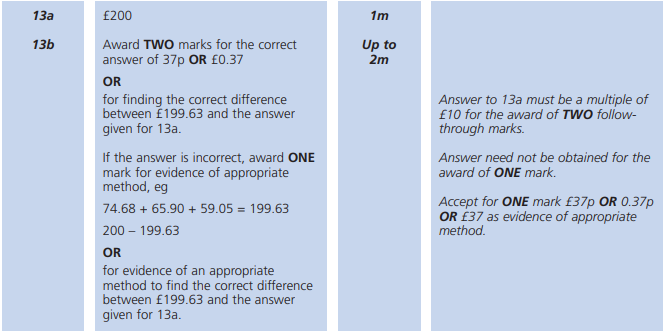 13a
£200
1m
13b
Award TWO marks for the correct
answer of 37p OR £0.37
Up to
2m
OR
for finding the correct difference
between £199.63 and the answer
given for 13a.
Answer to 13a must be a multiple of
£10 for the award of TWO follow-
through marks.
If the answer is incorrect, award ONE
mark for evidence of appropriate
method, eg
Answer need not be obtained for the
award of ONE mark.
74.68 + 65.90 + 59.05 = 199.63
200 – 199.63
Accept for ONE mark £37p OR 0.37p
OR £37 as evidence of appropriate
method.
OR
for evidence of an appropriate
method to find the correct difference
between £199.63 and the answer
given for 13a.